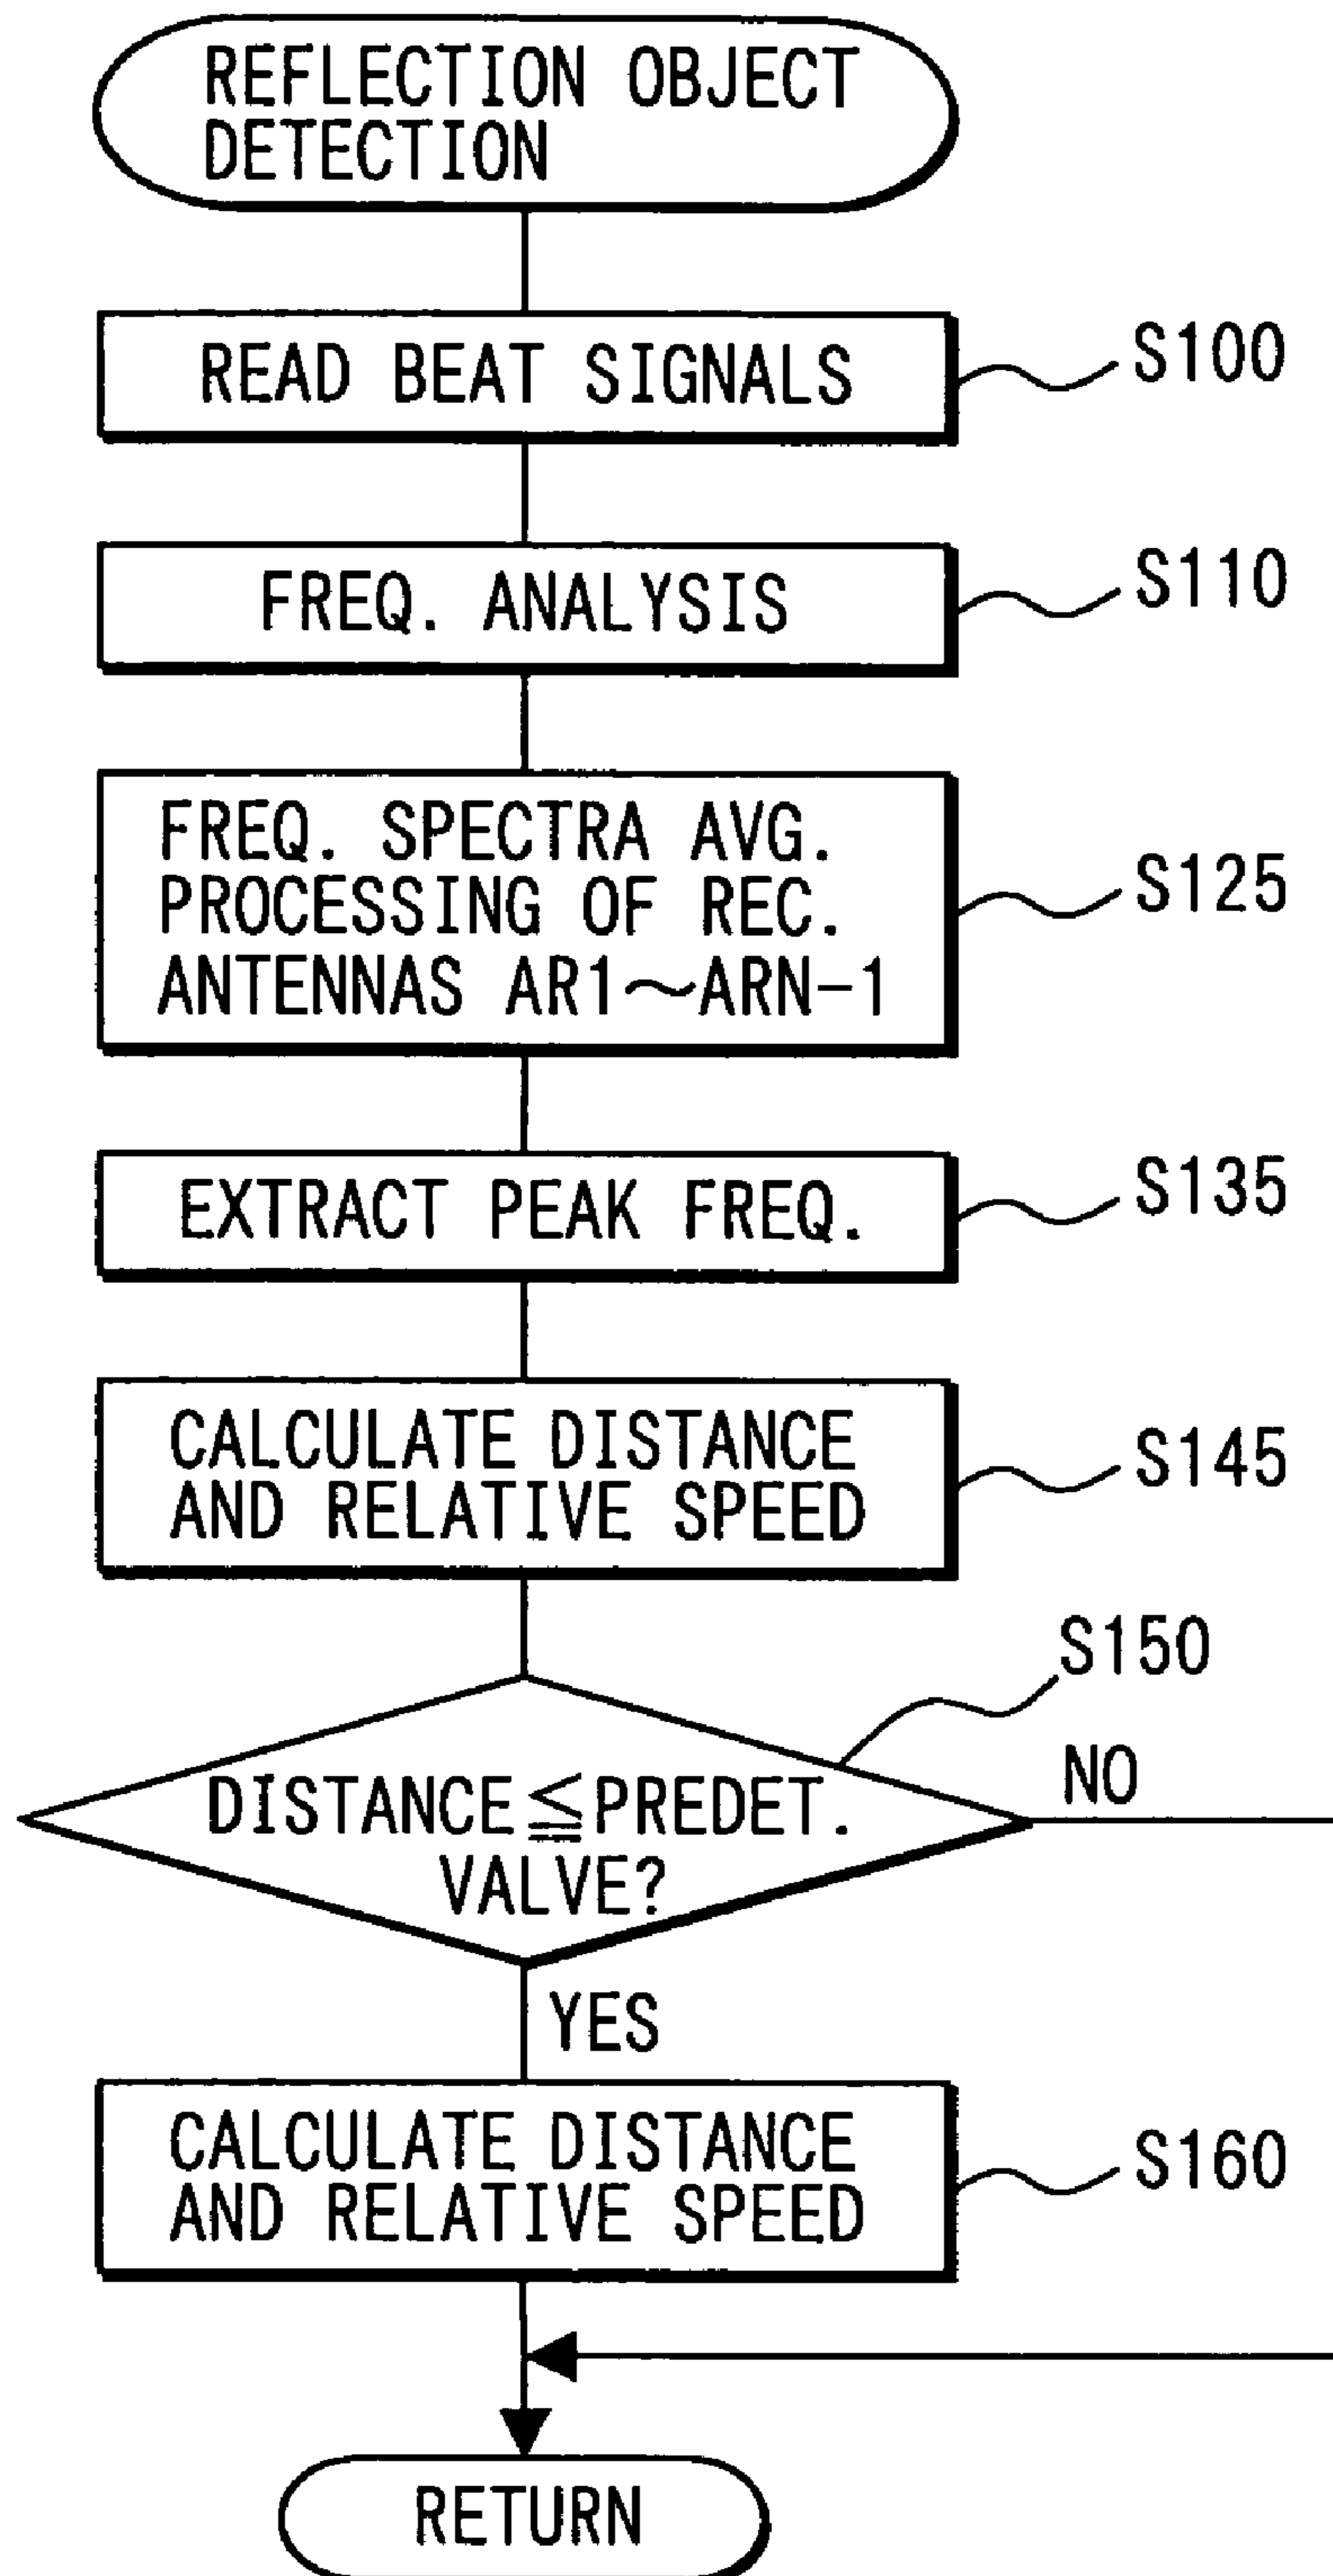 REFLECTION OBJECT
DETECTION
READ BEAT SIGNALS
S100
FREQ. ANALYSIS
S110
FREQ. SPECTRA AVG.
PROCESSING OF REC.
ANTENNAS AR1~ARN-1
S125
EXTRACT PEAK FREQ.
S135
CALCULATE DISTANCE
AND RELATIVE SPEED
S145
S150
DISTANCE≦PREDET.
VALVE?
NO
YES
CALCULATE DISTANCE
AND RELATIVE SPEED
S160
RETURN